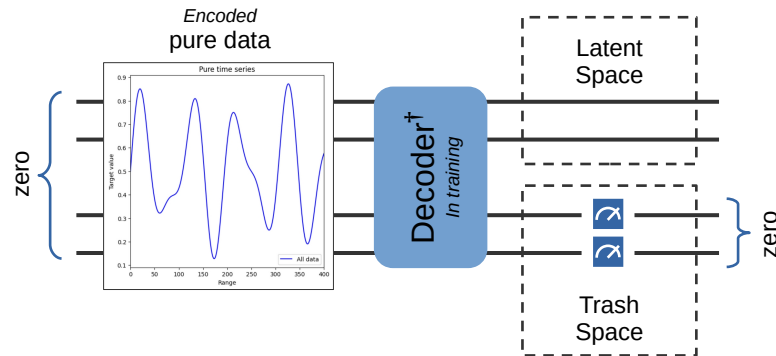 Encoded
pure data
zero
Pure time series
Target value
0.9
0.8
0.7
0.6
0.5
0.4
0.3
0.2
0.1
0
50
100
150
200
250
300
350
400
Range
All data
Decoder†
In training
Latent
Space
Trash
Space
zero